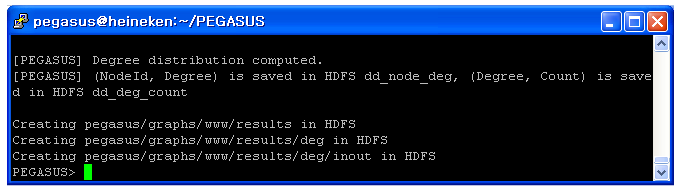 pegasus@heineken:~/PEGASUS
[PEGASUS] Degree distribution computed.
[PEGASUS] (NodeId, Degree) is saved in HDFS dd_node_deg, (Degree, Count) is save
d in HDFS dd_deg_count
Creating pegasus/graphs/www/results in HDFS
Creating pegasus/graphs/www/results/deg in HDFS
Creating pegasus/graphs/www/results/deg/inout in HDFS
PEGASUS>